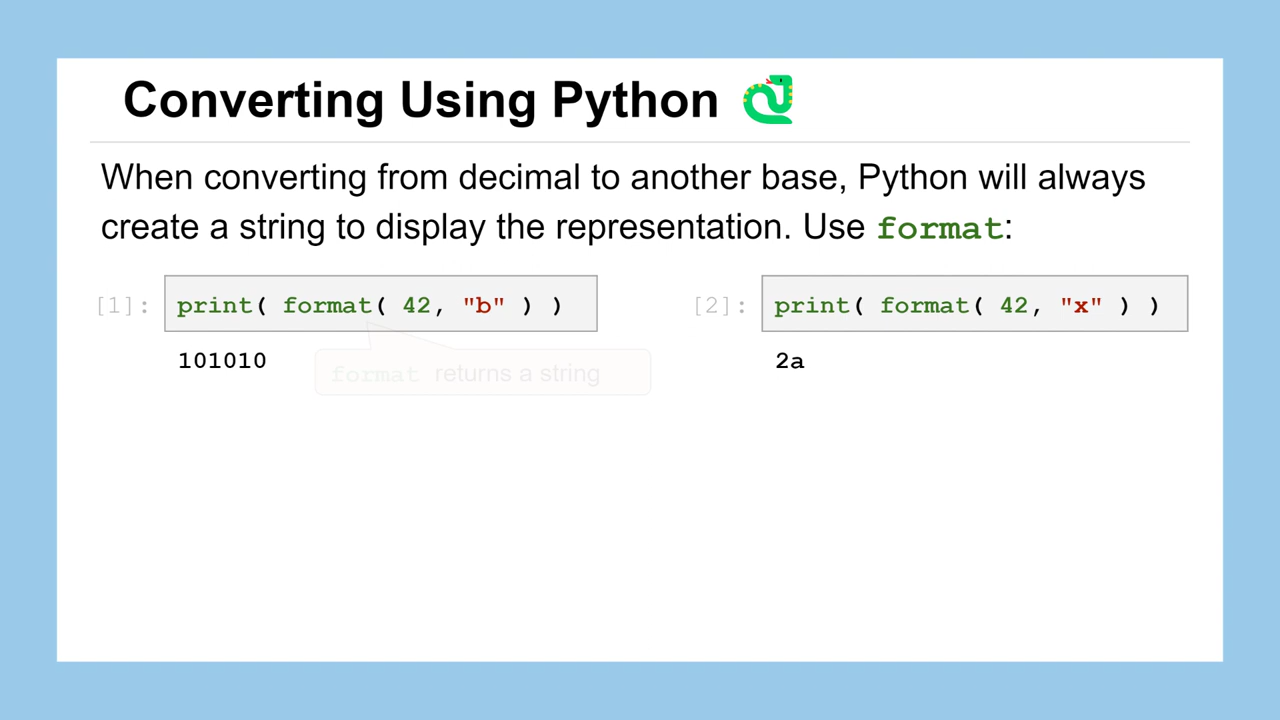 Converting Using Python
When converting from decimal to another base, Python will always
create a string to display the representation. Use format:
[1]: print( format( 42, "b" ) )
101010
format returns a string
[2]: print( format( 42, "x" ) )
2a